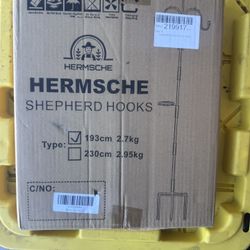 HERMSCHE
HERMSCHE
SHEPHERD HOOKS
Type:
193cm 2.7kg
230cm 2.95kg
C/NO: